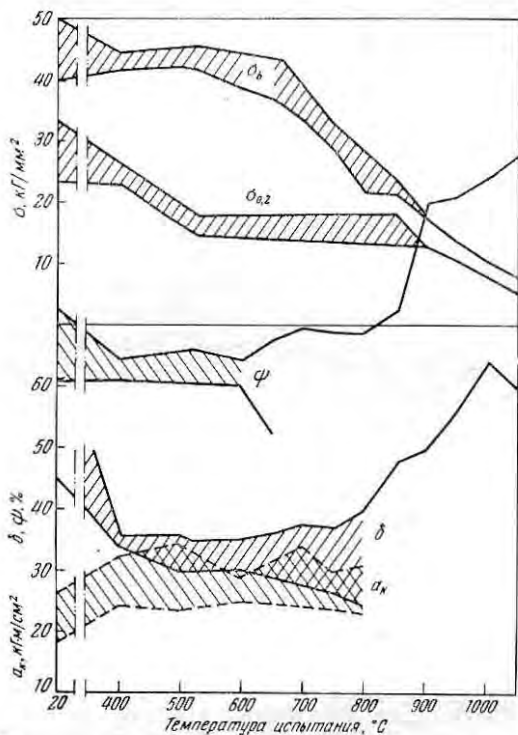 50
40
30
20
10
σ, кГ/мм²
σb
σ0,2
60
50
40
30
20
10
δ, ψ, %
aк, кГм/см²
ψ
δ
aк
20 400 500 600 700 800 900 1000
Температура испытания, °C